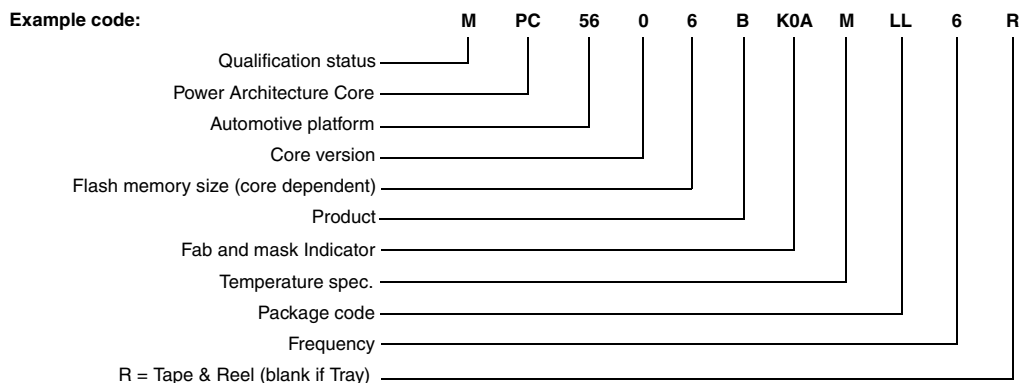 Example code: M PC 56 0 6 B K0A M LL 6 R
Qualification status
Power Architecture Core
Automotive platform
Core version
Flash memory size (core dependent)
Product
Fab and mask Indicator
Temperature spec.
Package code
Frequency
R = Tape & Reel (blank if Tray)